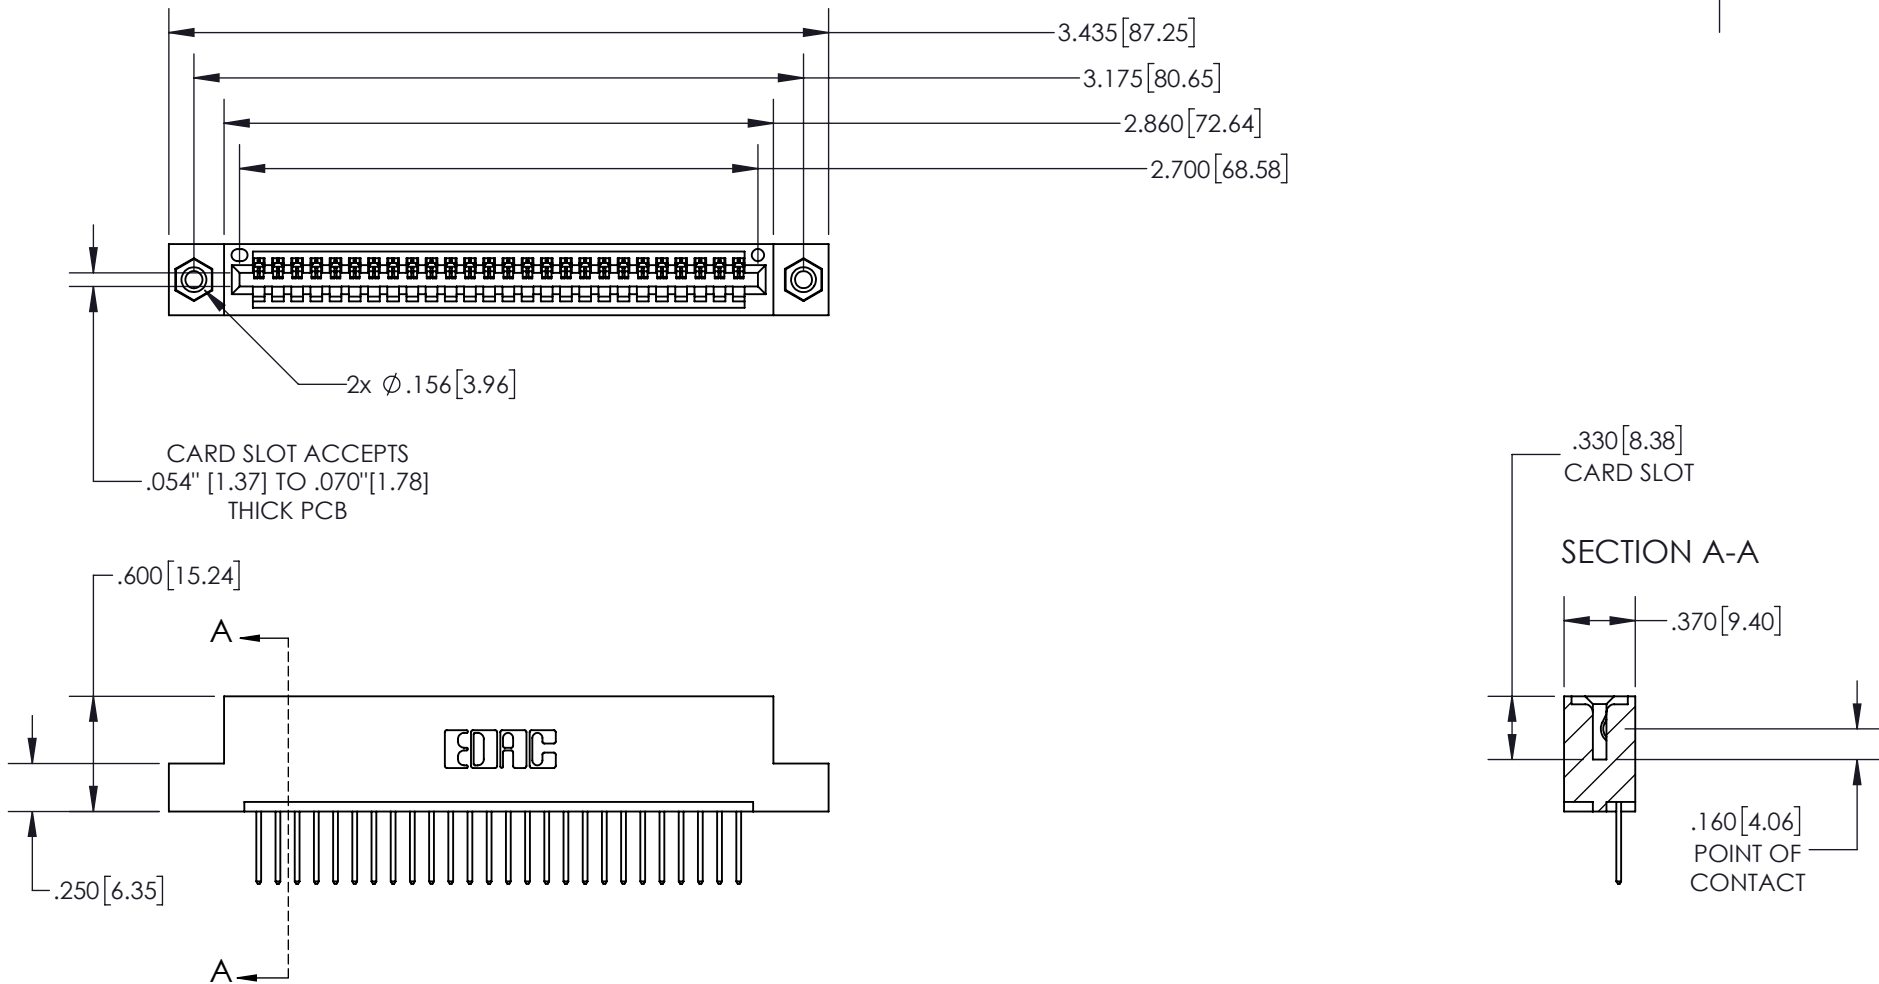 3.435[87.25]
3.175[80.65]
2.860[72.64]
2.700[68.58]
2x Ø.156[3.96]
CARD SLOT ACCEPTS
.054" [1.37] TO .070"[1.78]
THICK PCB
.330[8.38]
CARD SLOT
SECTION A-A
.600[15.24]
.370[9.40]
A
EDAC
.160[4.06]
POINT OF
CONTACT
.250[6.35]
A